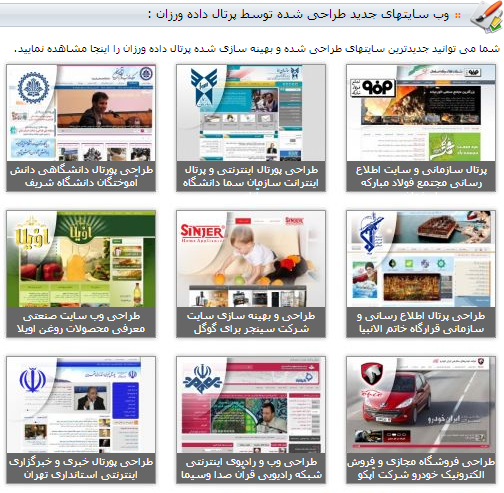 وب سایتهای جدید طراحی شده توسط پرتال داده ورزان :
شما می توانید جدیدترین سایتهای طراحی شده و بهینه سازی شده پرتال داده ورزان را اینجا مشاهده نمایید.
پرتال سازمانی و سایت اطلاع
رسانی مجتمع فولاد مبارکه
طراحی پورتال اینترنتی و پرتال
اینترانت سازمان سما دانشگاه
طراحی پورتال دانشگاهی دانش
آموختگان دانشگاه شریف
طراحی پرتال اطلاع رسانی و
سازمانی قرارگاه خاتم الانبیا
SINJER
Home Appliances
طراحی و بهینه سازی سایت
شرکت سینجر برای گوگل
اویلا
طراحی وب سایت صنعتی
معرفی محصولات روغن اویلا
ایران خودرو
طراحی فروشگاه مجازی و فروش
الکترونیک خودرو شرکت آپکو
طراحی وب و رادیوی اینترنتی
شبکه رادیویی قرآن صدا وسیما
طراحی پورتال خبری و خبرگزاری
اینترنتی استانداری تهران